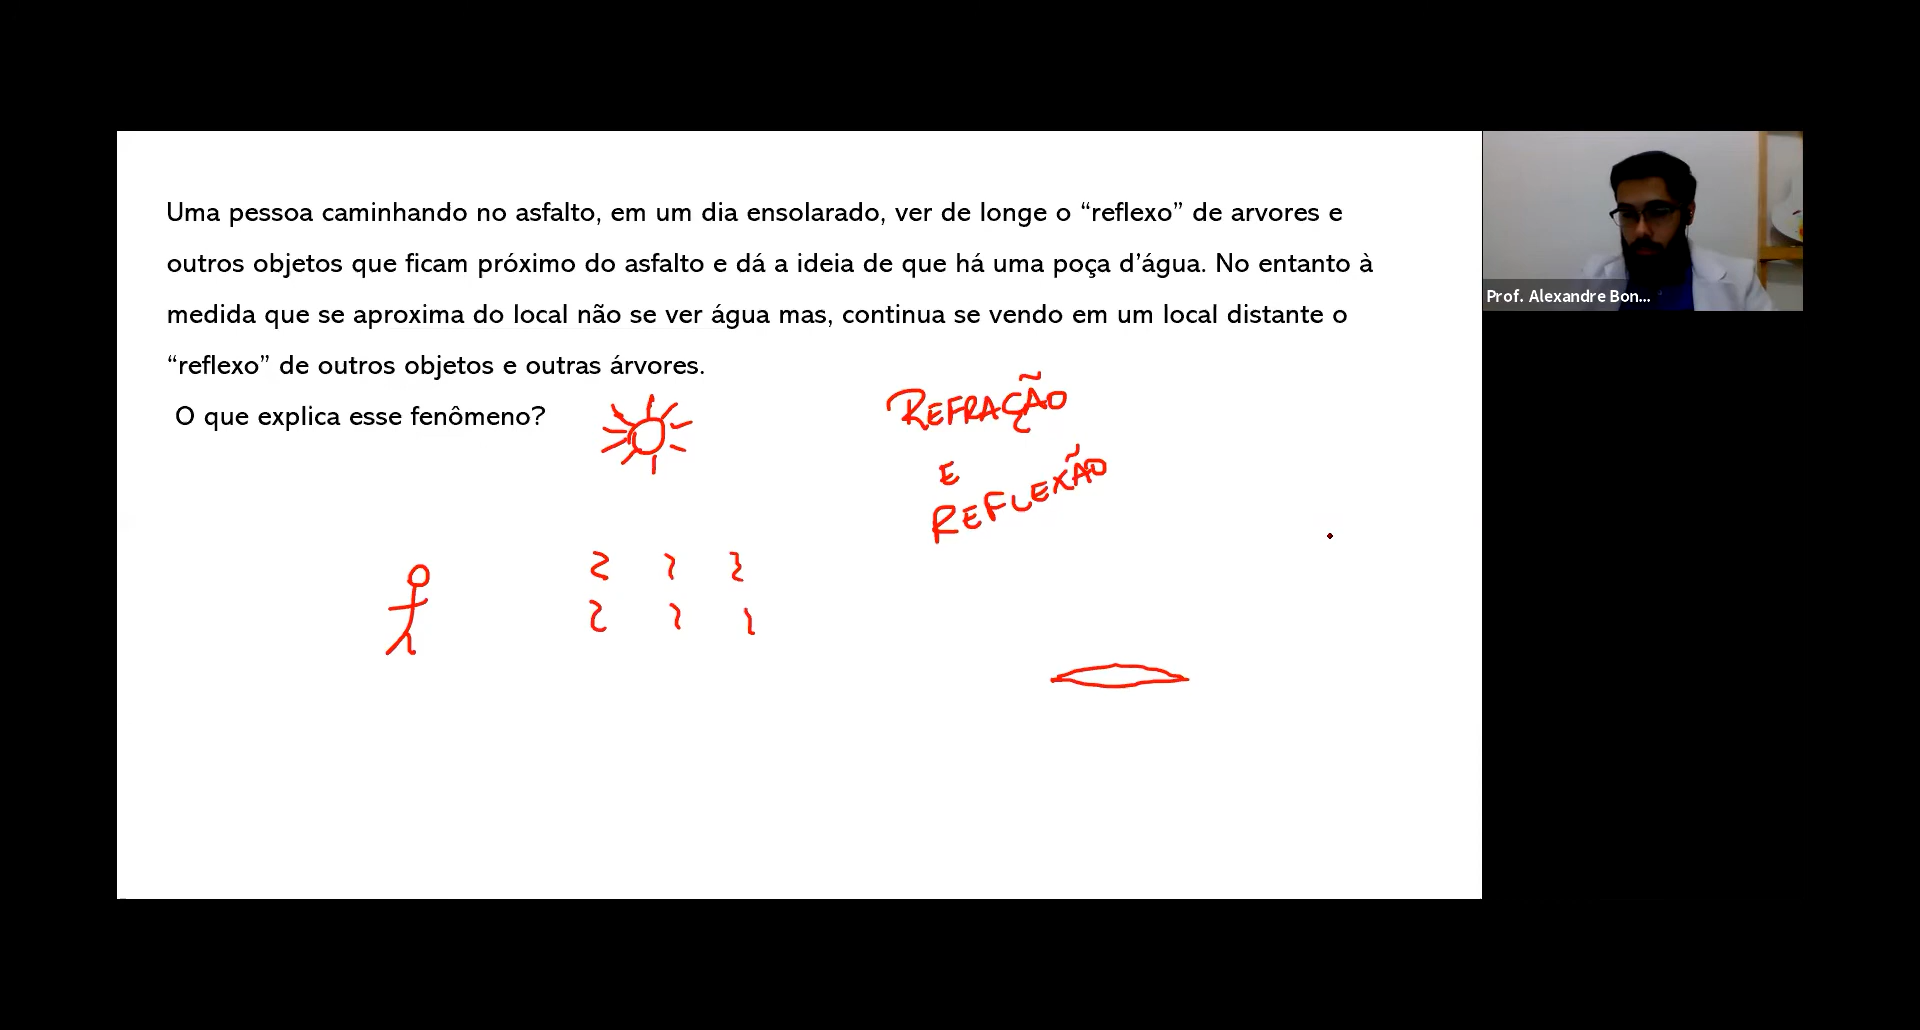 Uma pessoa caminhando no asfalto, em um dia ensolarado, ver de longe o “reflexo” de arvores e
outros objetos que ficam próximo do asfalto e dá a ideia de que há uma poça d’água. No entanto à
medida que se aproxima do local não se ver água mas, continua se vendo em um local distante o
“reflexo” de outros objetos e outras árvores.
O que explica esse fenômeno?
REFRAÇÃO
E
REFLEXÃO
Prof. Alexandre Bon...